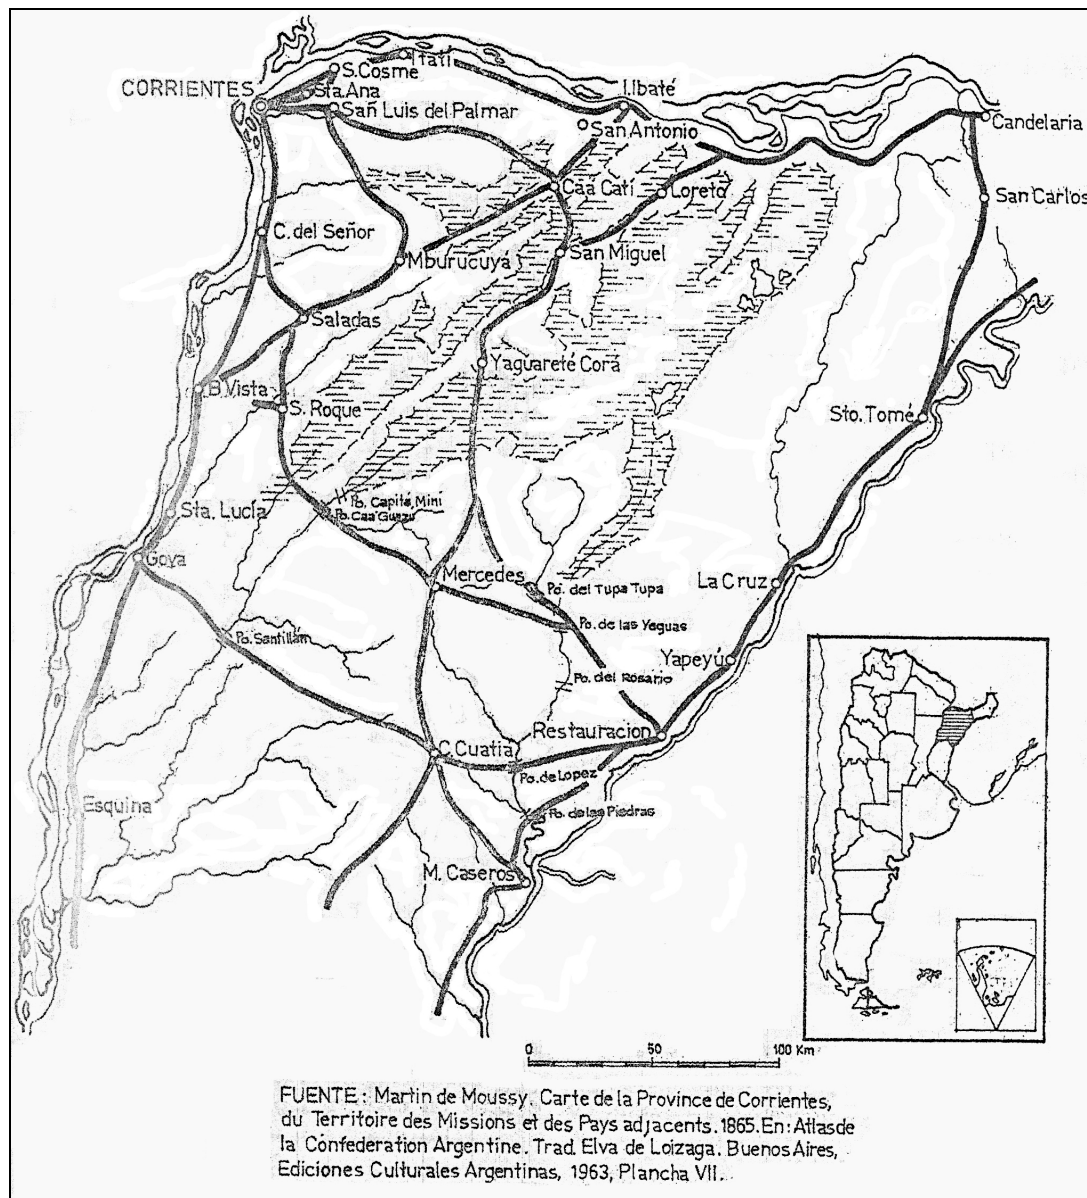 Itatí
S. Cosme
CORRIENTES
Sta. Ana
I. Ibaté
Sañ Luis del Palmar
San Antonio
Candelaria
Caá Catí
Loreto
San Carlos
C. del Señor
San Miguel
Mburucuyá
Saladas
Yaguareté Corá
B. Vista
S. Roque
Sto. Tomé
Po. Capitá Miní
Sta. Lucía
Po. Caá Guazú
Goya
Mercedes
La Cruz
Po. del Tupa Tupa
Po. de las Yeguas
Po. Santillán
Yapeyú
Po. del Rosario
Restauracion
C. Cuatiá
Po. de Lopez
Esquina
Po. de las Piedras
M. Caseros
0 50 100 Km
FUENTE: Martin de Moussy. Carte de la Province de Corrientes,
du Territoire des Missions et des Pays adjacents. 1865. En: Atlas de
la Confederation Argentine. Trad. Elva de Loizaga. Buenos Aires,
Ediciones Culturales Argentinas, 1963, Plancha VII.